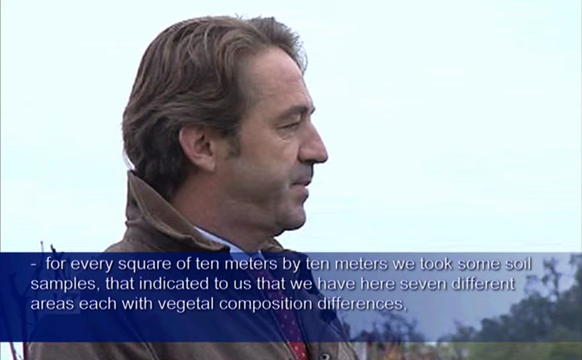 - for every square of ten meters by ten meters we took some soil
samples, that indicated to us that we have here seven different
areas each with vegetal composition differences,